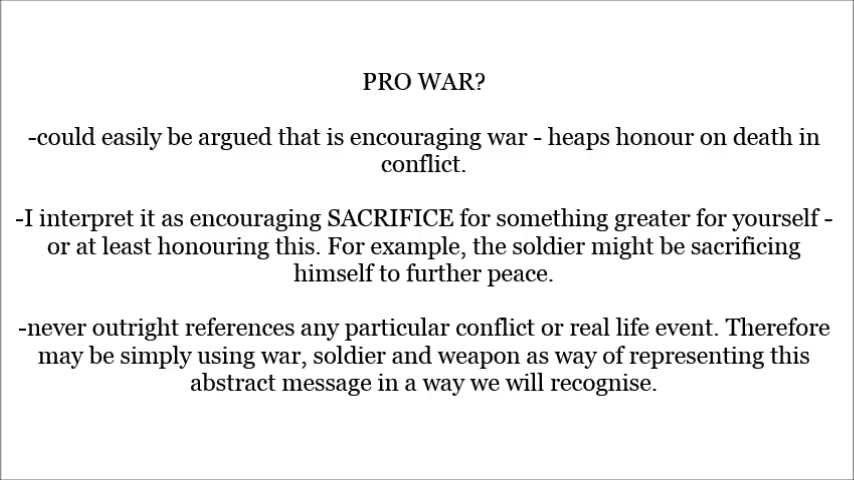 PRO WAR?
-could easily be argued that is encouraging war - heaps honour on death in
conflict.
-I interpret it as encouraging SACRIFICE for something greater for yourself -
or at least honouring this. For example, the soldier might be sacrificing
himself to further peace.
-never outright references any particular conflict or real life event. Therefore
may be simply using war, soldier and weapon as way of representing this
abstract message in a way we will recognise.